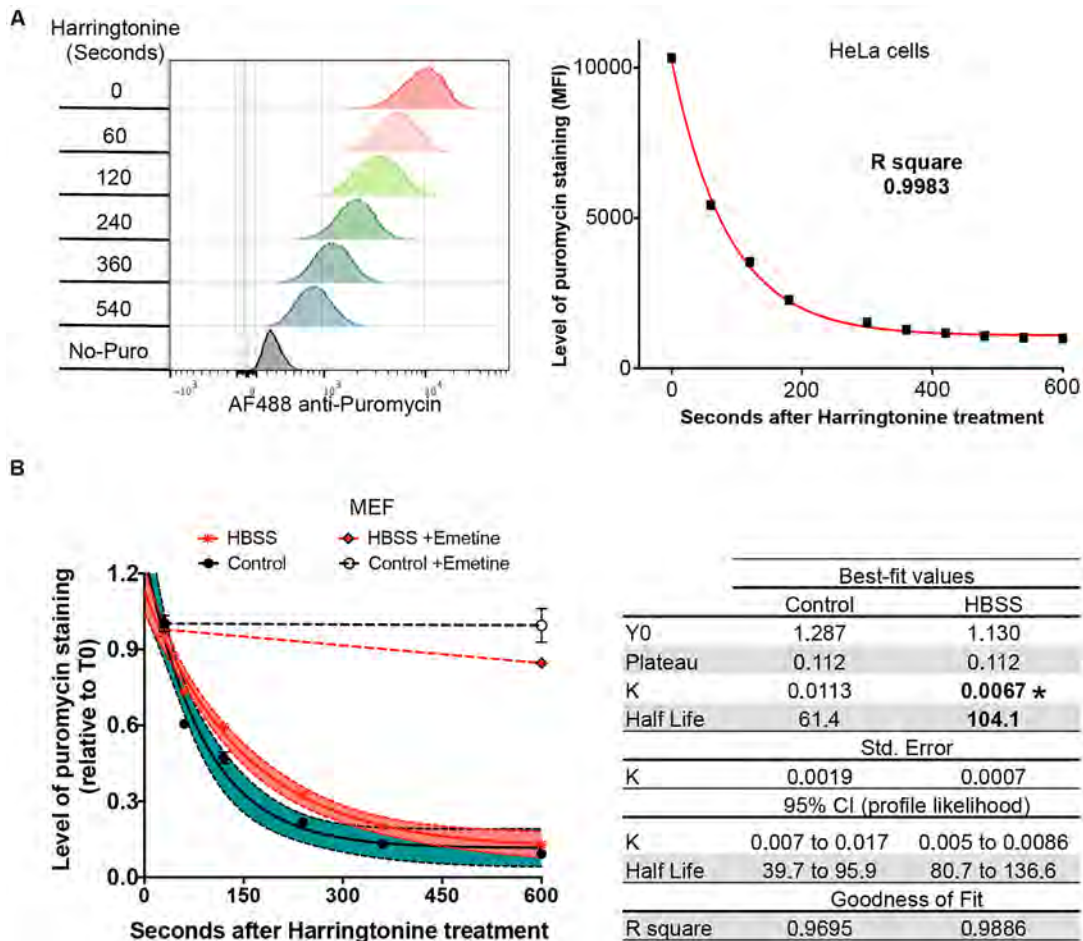 A
Harringtonine
(Seconds)
0
60
120
240
360
540
No-Puro
-10³ 0 10³ 10⁴
AF488 anti-Puromycin
HeLa cells
R square
0.9983
Level of puromycin staining (MFI)
10000
5000
0
0 200 400 600
Seconds after Harringtonine treatment
B
MEF
HBSS HBSS +Emetine
Control Control +Emetine
Level of puromycin staining
(relative to T0)
1.2
0.9
0.6
0.3
0.0
0 150 300 450 600
Seconds after Harringtonine treatment
Best-fit values
Control HBSS
Y0 1.287 1.130
Plateau 0.112 0.112
K 0.0113 0.0067 *
Half Life 61.4 104.1
Std. Error
K 0.0019 0.0007
95% CI (profile likelihood)
K 0.007 to 0.017 0.005 to 0.0086
Half Life 39.7 to 95.9 80.7 to 136.6
Goodness of Fit
R square 0.9695 0.9886